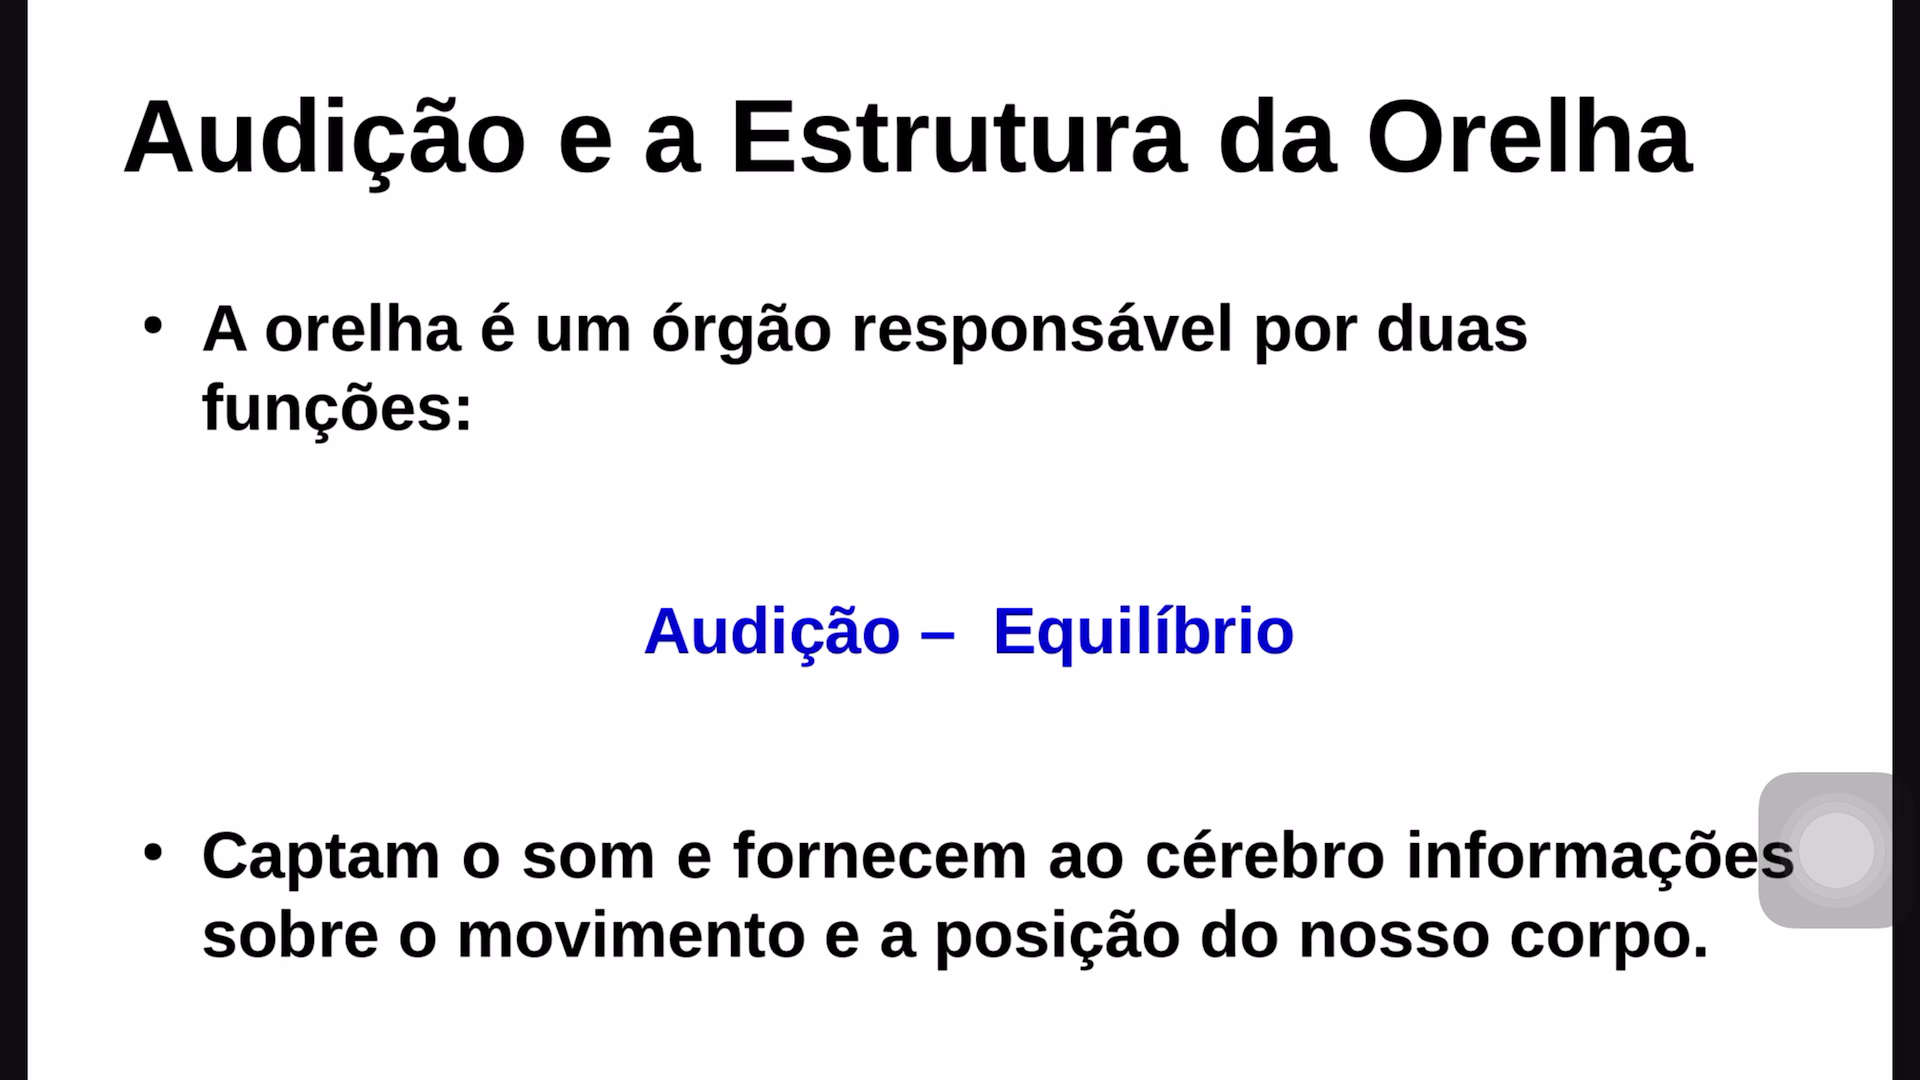 Audição e a Estrutura da Orelha
• A orelha é um órgão responsável por duas
funções:
Audição – Equilíbrio
• Captam o som e fornecem ao cérebro informações
sobre o movimento e a posição do nosso corpo.